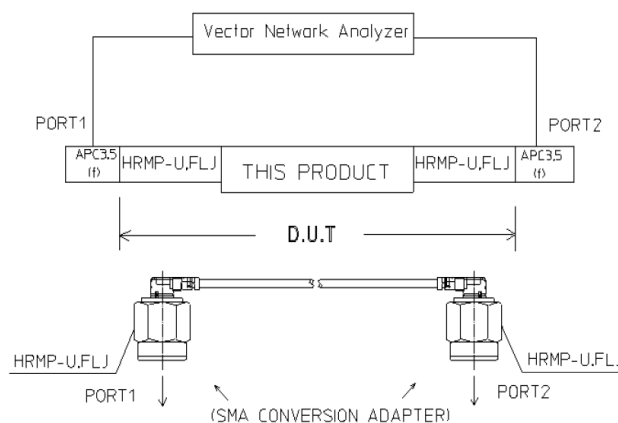 Vector Network Analyzer
PORT1
PORT2
APC3.5
(f)
HRMP-U.FLJ
THIS PRODUCT
HRMP-U.FLJ
APC3.5
(f)
D.U.T
HRMP-U.FLJ
HRMP-U.FLJ
PORT1
PORT2
(SMA CONVERSION ADAPTER)